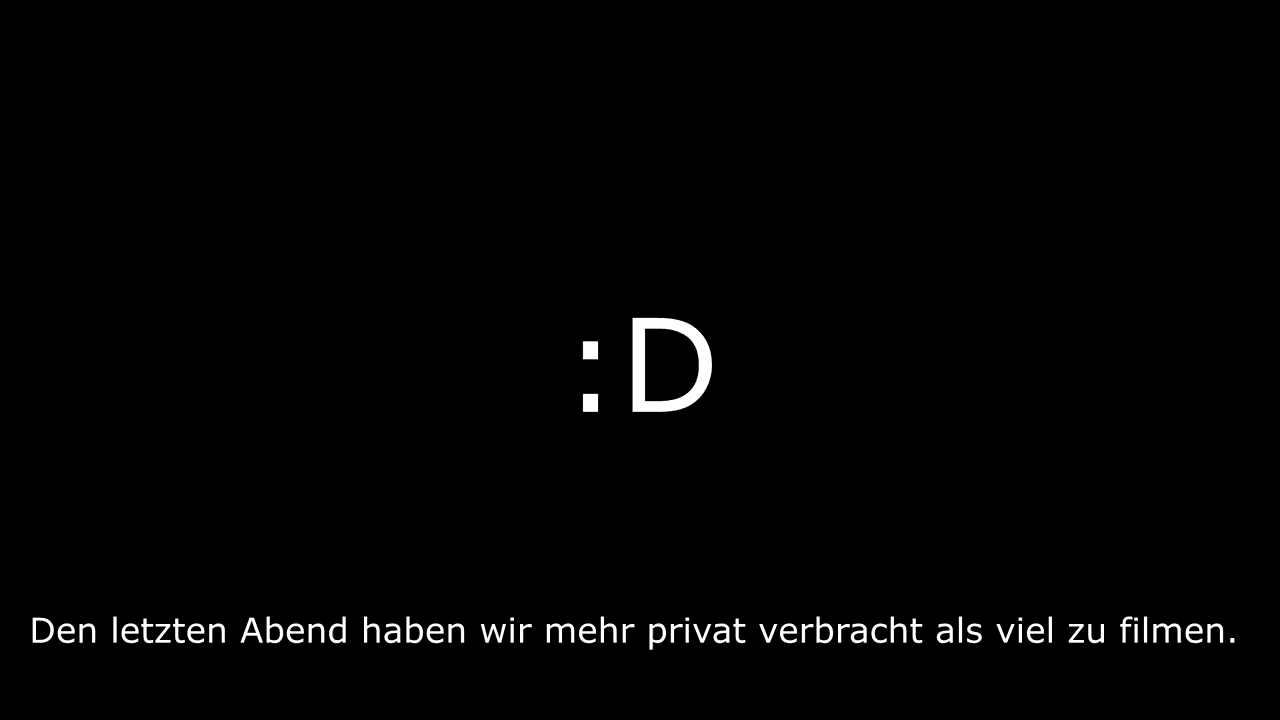 :D
Den letzten Abend haben wir mehr privat verbracht als viel zu filmen.